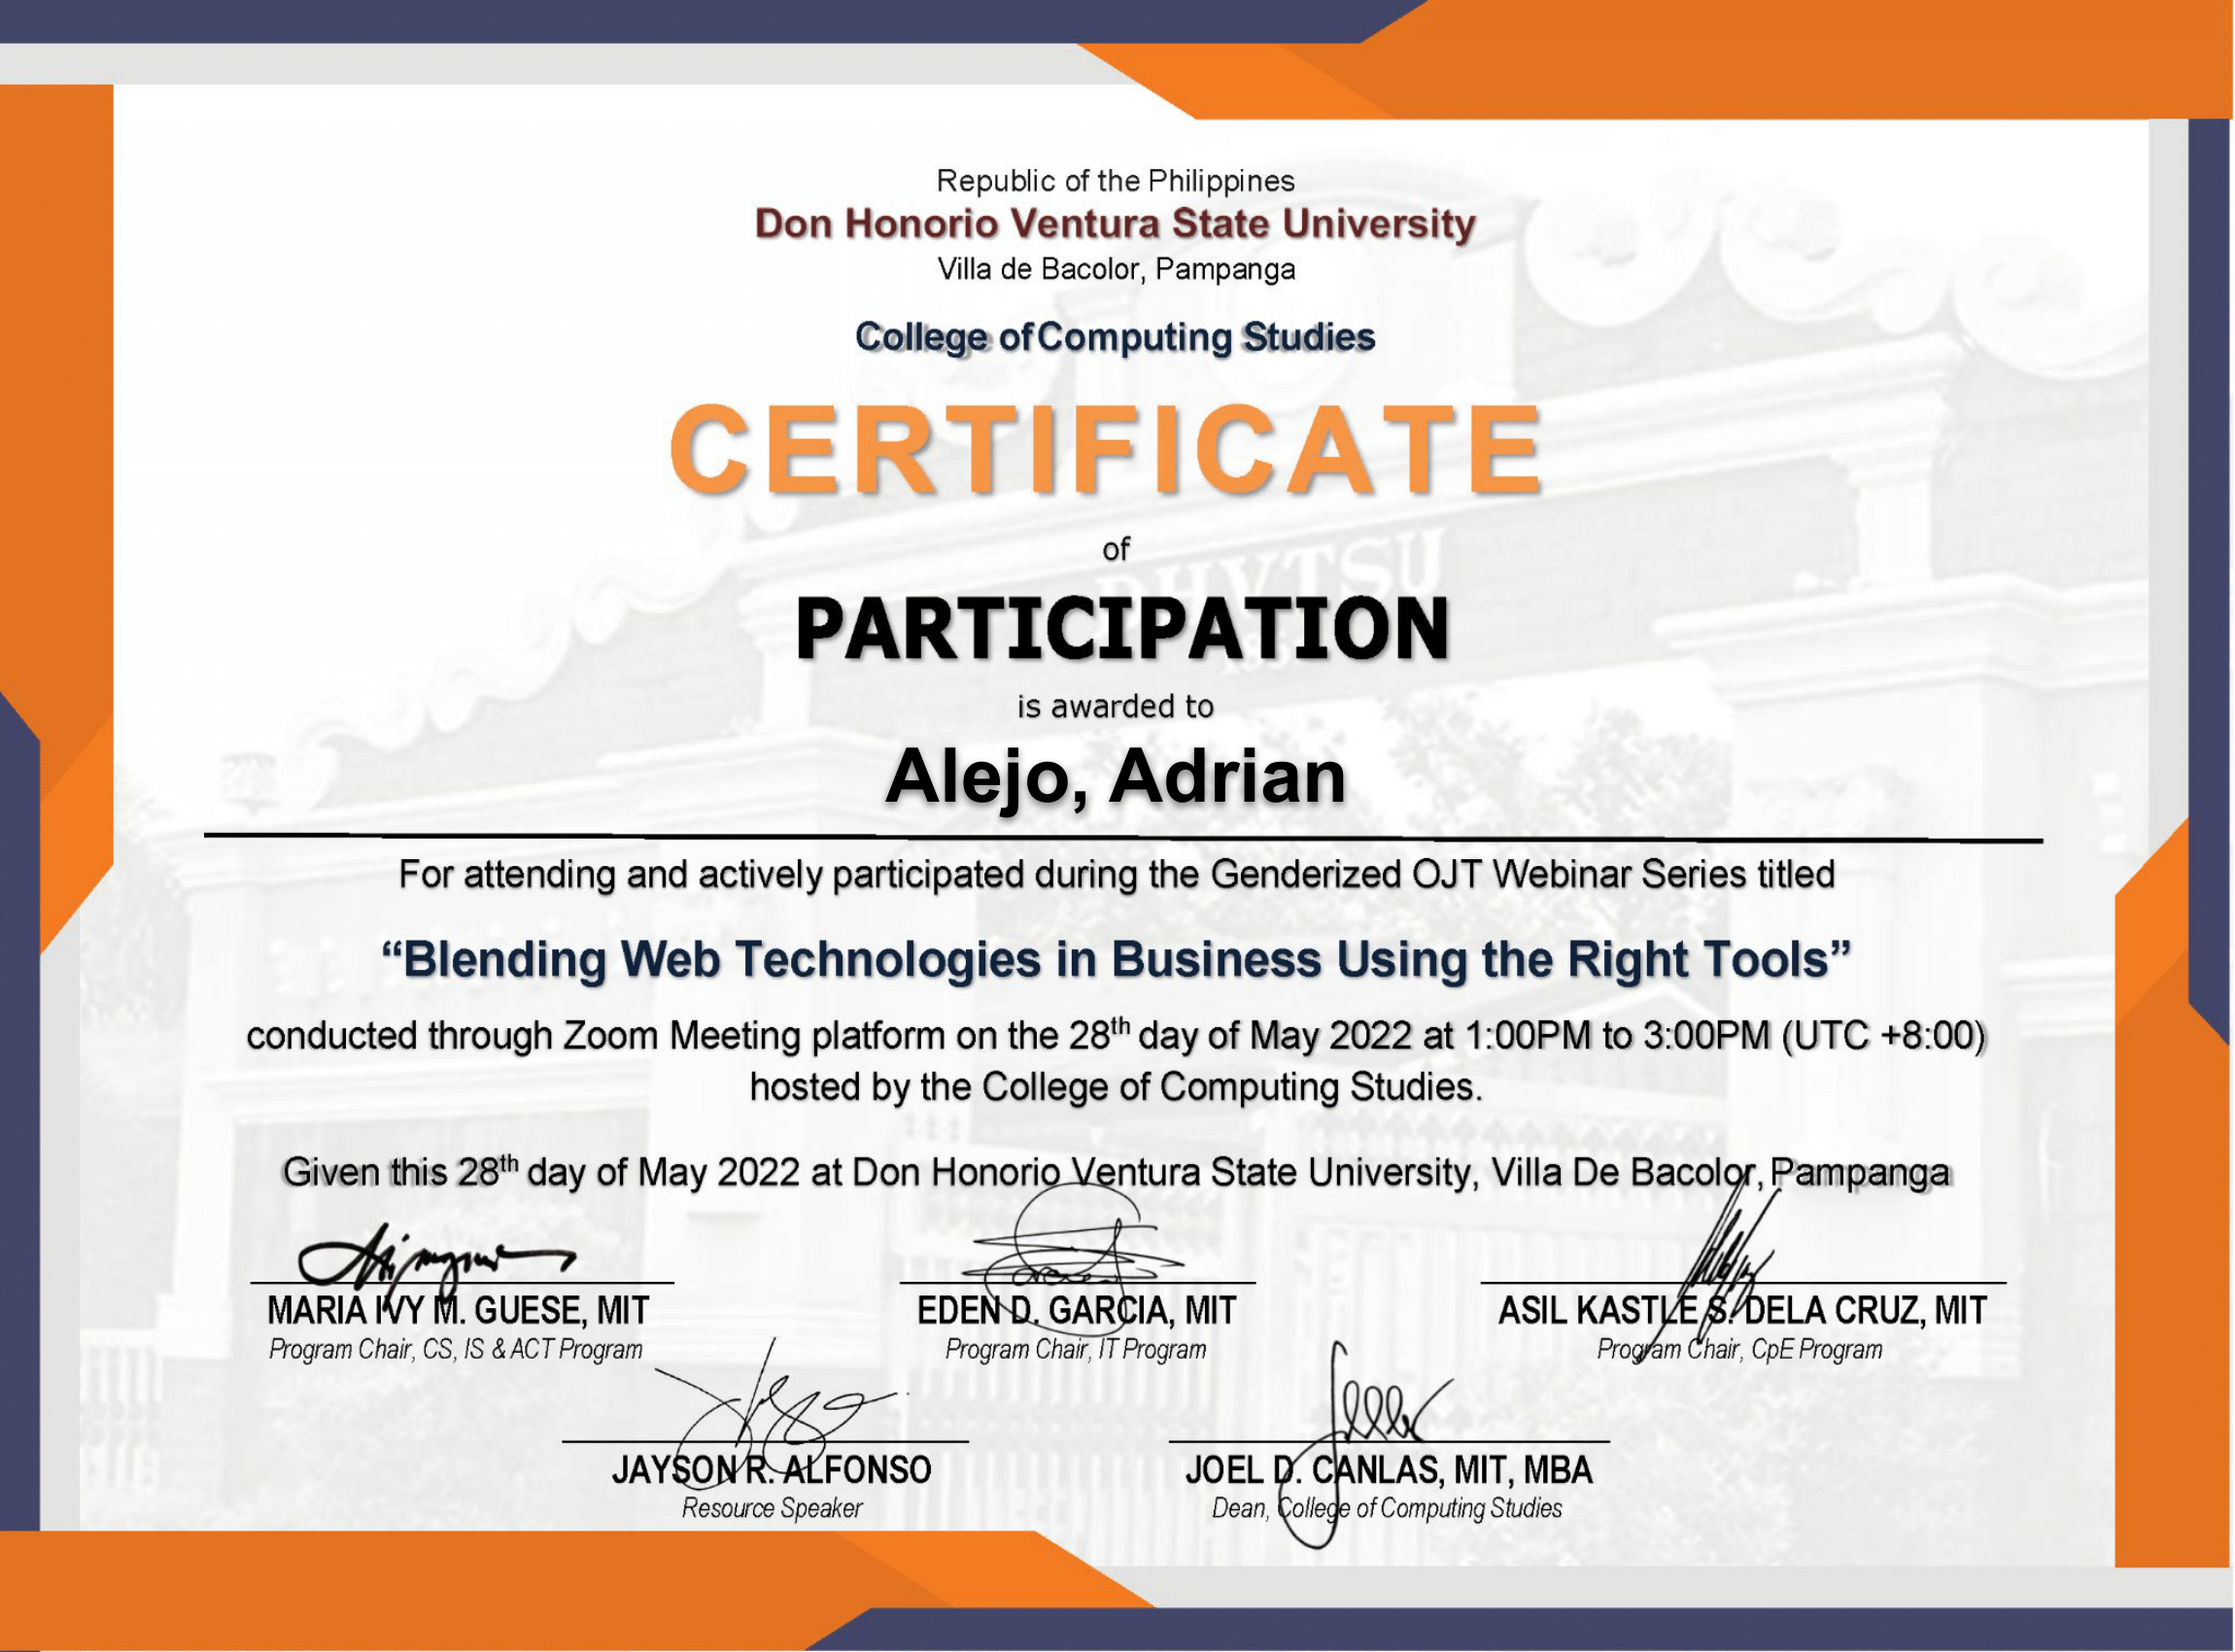 Republic of the Philippines
Don Honorio Ventura State University
Villa de Bacolor, Pampanga
College of Computing Studies
CERTIFICATE
of
DHVTSU
PARTICIPATION
is awarded to
Alejo, Adrian
For attending and actively participated during the Genderized OJT Webinar Series titled
“Blending Web Technologies in Business Using the Right Tools”
conducted through Zoom Meeting platform on the 28th day of May 2022 at 1:00PM to 3:00PM (UTC +8:00)
hosted by the College of Computing Studies.
Given this 28th day of May 2022 at Don Honorio Ventura State University, Villa De Bacolor, Pampanga
MARIA IVY M. GUESE, MIT
Program Chair, CS, IS & ACT Program
EDEN D. GARCIA, MIT
Program Chair, IT Program
ASIL KASTLE S. DELA CRUZ, MIT
Program Chair, CpE Program
JAYSON R. ALFONSO
Resource Speaker
JOEL D. CANLAS, MIT, MBA
Dean, College of Computing Studies